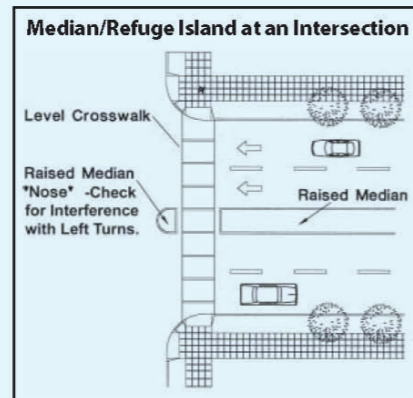 Median/Refuge Island at an Intersection
Level Crosswalk
Raised Median
"Nose" -Check
for Interference
with Left Turns.
Raised Median